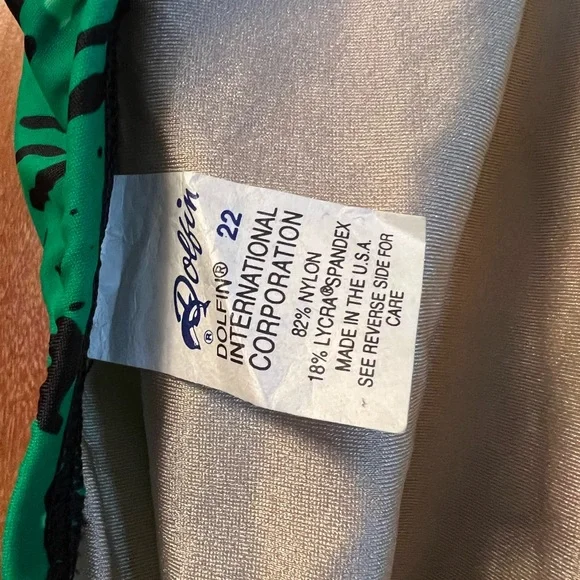 Dolfin
®
DOLFIN® 22
INTERNATIONAL
CORPORATION
82% NYLON
18% LYCRA®SPANDEX
MADE IN THE U.S.A.
SEE REVERSE SIDE FOR
CARE